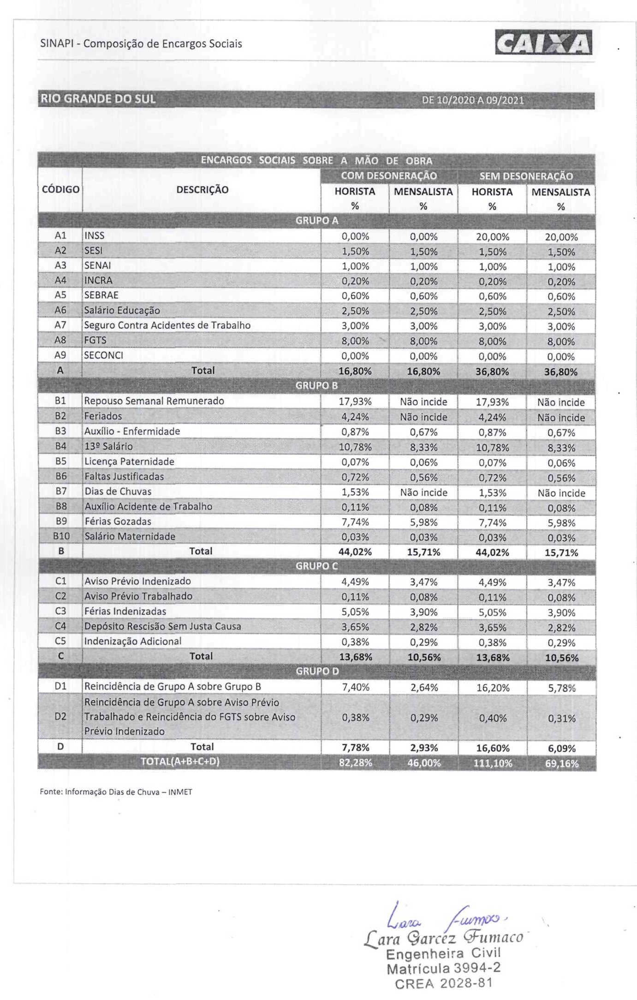 SINAPI - Composição de Encargos Sociais
CAIXA
RIO GRANDE DO SUL DE 10/2020 A 09/2021
ENCARGOS SOCIAIS SOBRE A MÃO DE OBRA
COM DESONERAÇÃO SEM DESONERAÇÃO
CÓDIGO DESCRIÇÃO HORISTA MENSALISTA HORISTA MENSALISTA
% % % %
GRUPO A
A1 INSS 0,00% 0,00% 20,00% 20,00%
A2 SESI 1,50% 1,50% 1,50% 1,50%
A3 SENAI 1,00% 1,00% 1,00% 1,00%
A4 INCRA 0,20% 0,20% 0,20% 0,20%
A5 SEBRAE 0,60% 0,60% 0,60% 0,60%
A6 Salário Educação 2,50% 2,50% 2,50% 2,50%
A7 Seguro Contra Acidentes de Trabalho 3,00% 3,00% 3,00% 3,00%
A8 FGTS 8,00% 8,00% 8,00% 8,00%
A9 SECONCI 0,00% 0,00% 0,00% 0,00%
A Total 16,80% 16,80% 36,80% 36,80%
GRUPO B
B1 Repouso Semanal Remunerado 17,93% Não incide 17,93% Não incide
B2 Feriados 4,24% Não incide 4,24% Não incide
B3 Auxílio - Enfermidade 0,87% 0,67% 0,87% 0,67%
B4 13º Salário 10,78% 8,33% 10,78% 8,33%
B5 Licença Paternidade 0,07% 0,06% 0,07% 0,06%
B6 Faltas Justificadas 0,72% 0,56% 0,72% 0,56%
B7 Dias de Chuvas 1,53% Não incide 1,53% Não incide
B8 Auxílio Acidente de Trabalho 0,11% 0,08% 0,11% 0,08%
B9 Férias Gozadas 7,74% 5,98% 7,74% 5,98%
B10 Salário Maternidade 0,03% 0,03% 0,03% 0,03%
B Total 44,02% 15,71% 44,02% 15,71%
GRUPO C
C1 Aviso Prévio Indenizado 4,49% 3,47% 4,49% 3,47%
C2 Aviso Prévio Trabalhado 0,11% 0,08% 0,11% 0,08%
C3 Férias Indenizadas 5,05% 3,90% 5,05% 3,90%
C4 Depósito Rescisão Sem Justa Causa 3,65% 2,82% 3,65% 2,82%
C5 Indenização Adicional 0,38% 0,29% 0,38% 0,29%
C Total 13,68% 10,56% 13,68% 10,56%
GRUPO D
D1 Reincidência de Grupo A sobre Grupo B 7,40% 2,64% 16,20% 5,78%
Reincidência de Grupo A sobre Aviso Prévio
D2 Trabalhado e Reincidência do FGTS sobre Aviso 0,38% 0,29% 0,40% 0,31%
Prévio Indenizado
D Total 7,78% 2,93% 16,60% 6,09%
TOTAL(A+B+C+D) 82,28% 46,00% 111,10% 69,16%
Fonte: Informação Dias de Chuva – INMET
Lara Fumaco
Lara Garcez Fumaco
Engenheira Civil
Matrícula 3994-2
CREA 2028-81